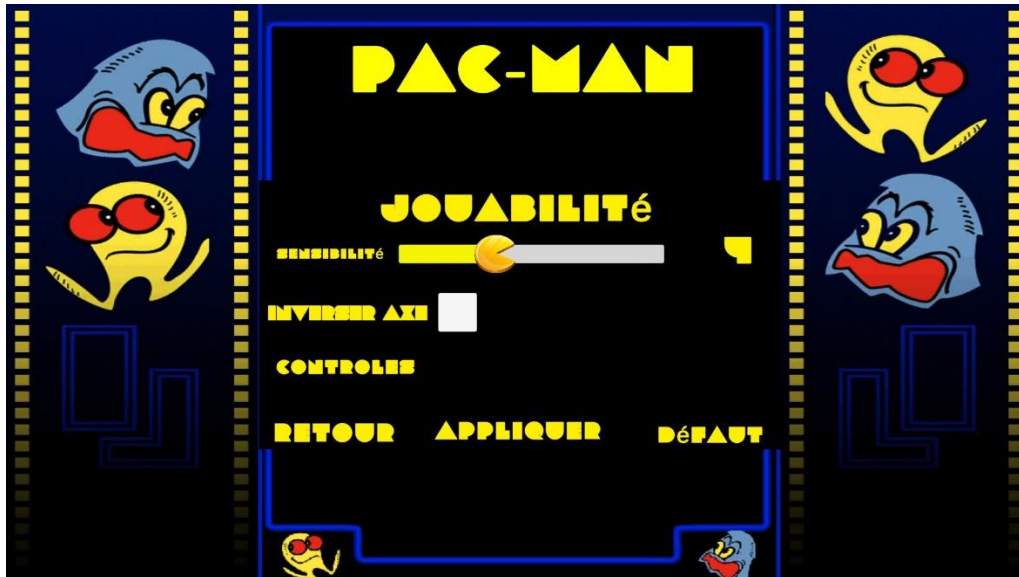 PAC-MAN
JOUABILITé
SENSIBILITé 4
INVERSER AXE
CONTROLES
RETOUR APPLIQUER DéFAUT